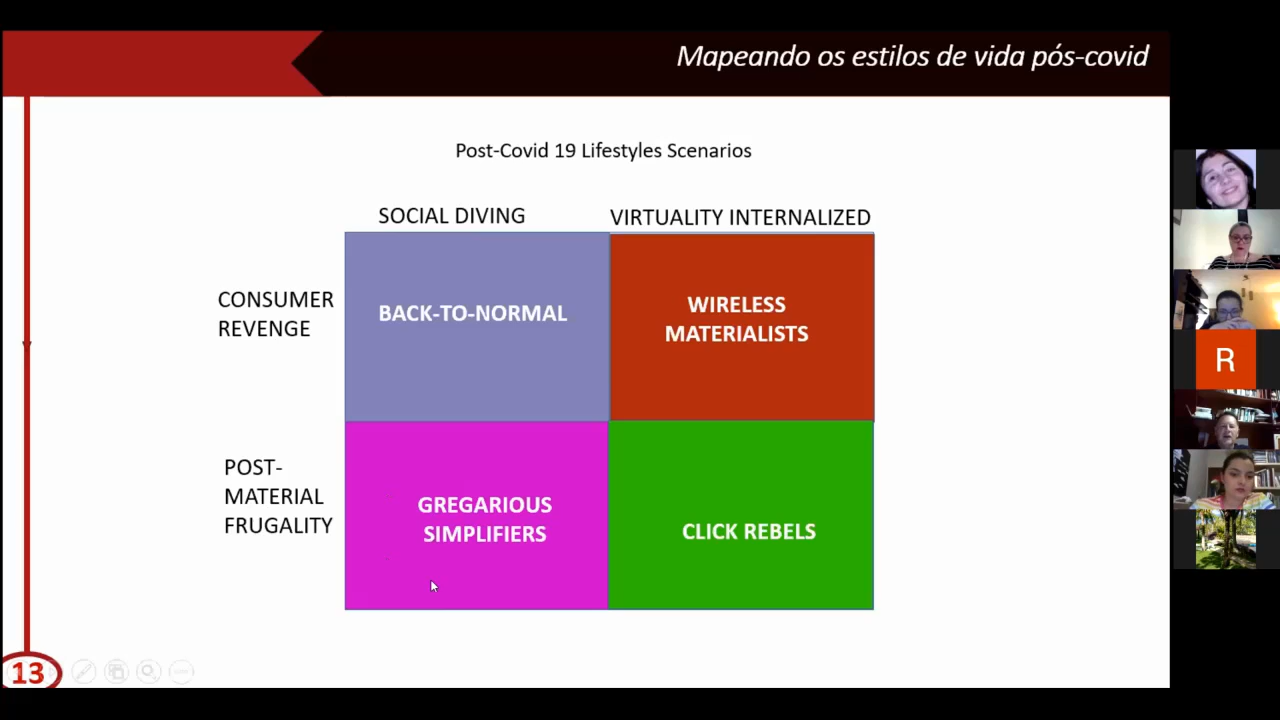 Mapeando os estilos de vida pós-covid
Post-Covid 19 Lifestyles Scenarios
SOCIAL DIVING
VIRTUALITY INTERNALIZED
CONSUMER
REVENGE
BACK-TO-NORMAL
WIRELESS
MATERIALISTS
POST-
MATERIAL
FRUGALITY
GREGARIOUS
SIMPLIFIERS
CLICK REBELS
R
13